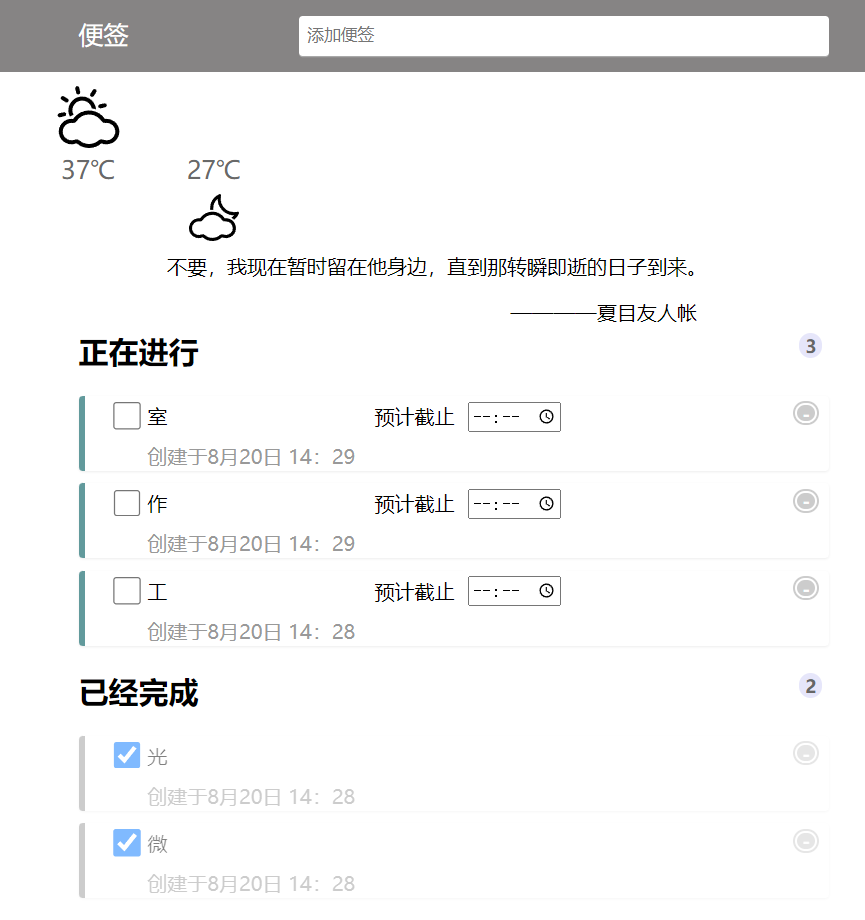 便签
添加便签
37℃ 27℃
不要，我现在暂时留在他身边，直到那转瞬即逝的日子到来。
————夏目友人帐
正在进行 3
室 预计截止 --:--
创建于8月20日 14：29
作 预计截止 --:--
创建于8月20日 14：29
工 预计截止 --:--
创建于8月20日 14：28
已经完成 2
光
创建于8月20日 14：28
微
创建于8月20日 14：28